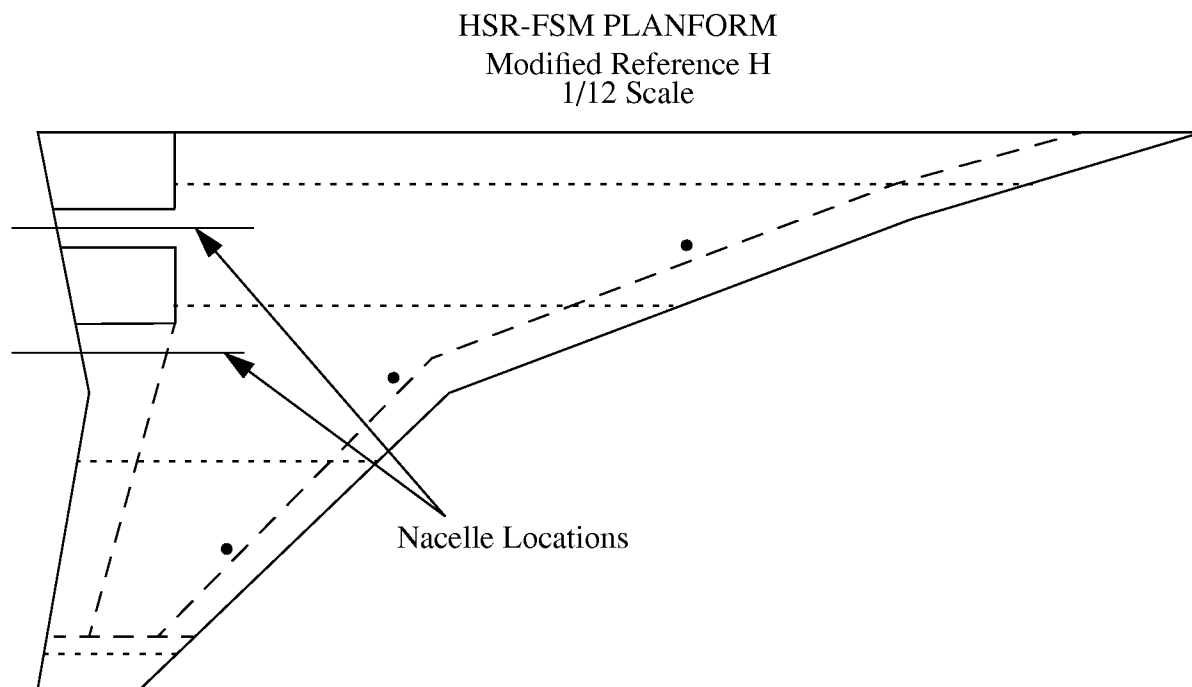 HSR-FSM PLANFORM
Modified Reference H
1/12 Scale
Nacelle Locations